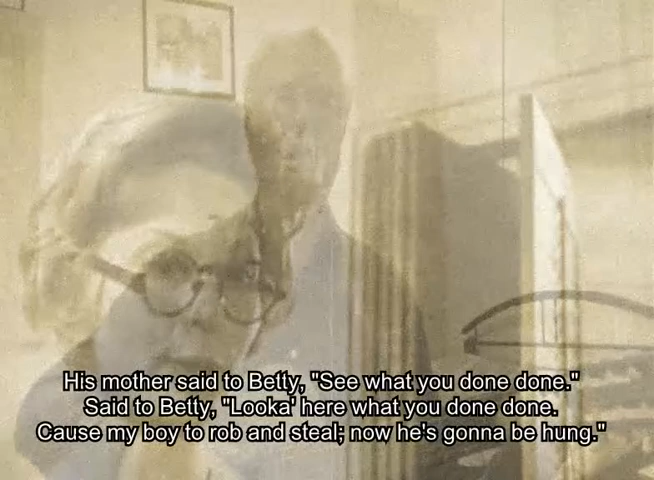 His mother said to Betty, "See what you done done."
Said to Betty, "Looka' here what you done done.
Cause my boy to rob and steal; now he's gonna be hung."